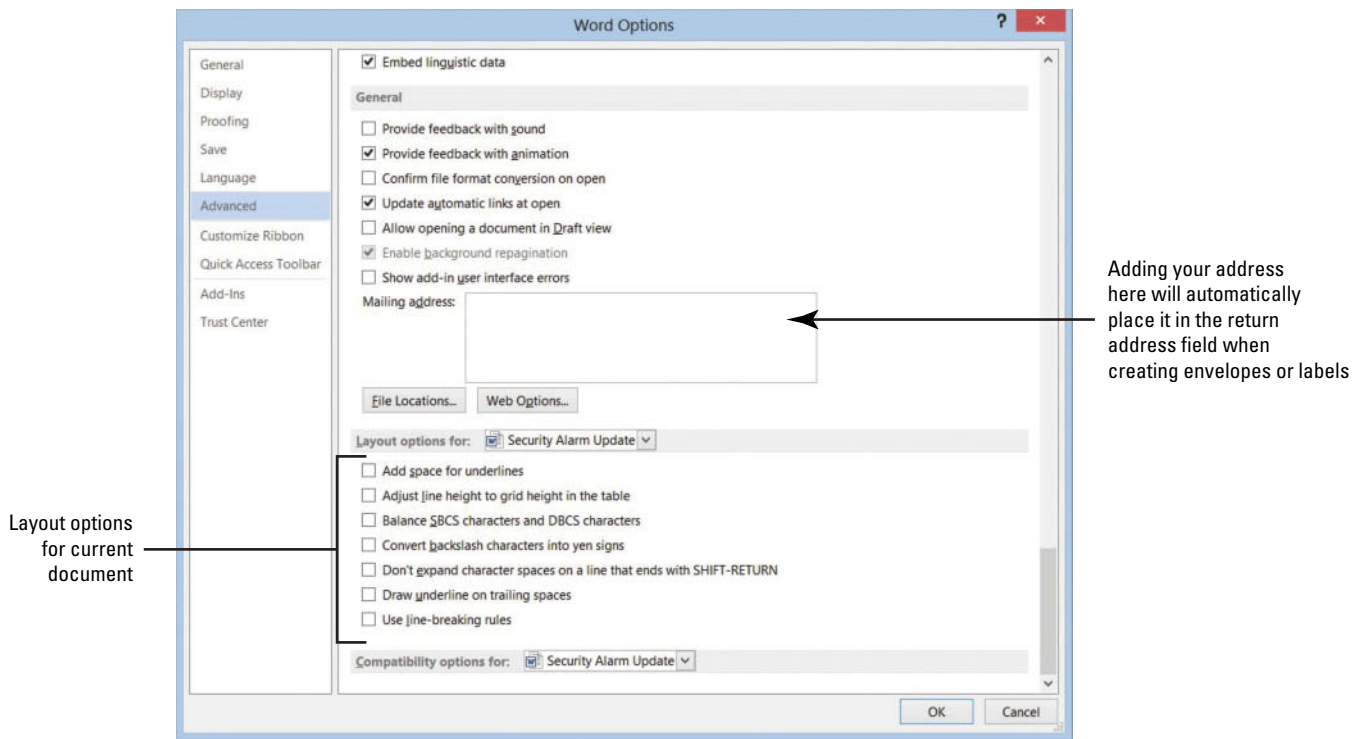 Word Options
?
×
General
Display
Proofing
Save
Language
Advanced
Customize Ribbon
Quick Access Toolbar
Add-Ins
Trust Center
Embed linguistic data
General
Provide feedback with sound
Provide feedback with animation
Confirm file format conversion on open
Update automatic links at open
Allow opening a document in Draft view
Enable background repagination
Show add-in user interface errors
Mailing address:
File Locations... Web Options...
Layout options for: Security Alarm Update
Add space for underlines
Adjust line height to grid height in the table
Balance SBCS characters and DBCS characters
Convert backslash characters into yen signs
Don't expand character spaces on a line that ends with SHIFT-RETURN
Draw underline on trailing spaces
Use line-breaking rules
Compatibility options for: Security Alarm Update
OK Cancel
Adding your address
here will automatically
place it in the return
address field when
creating envelopes or labels
Layout options
for current
document